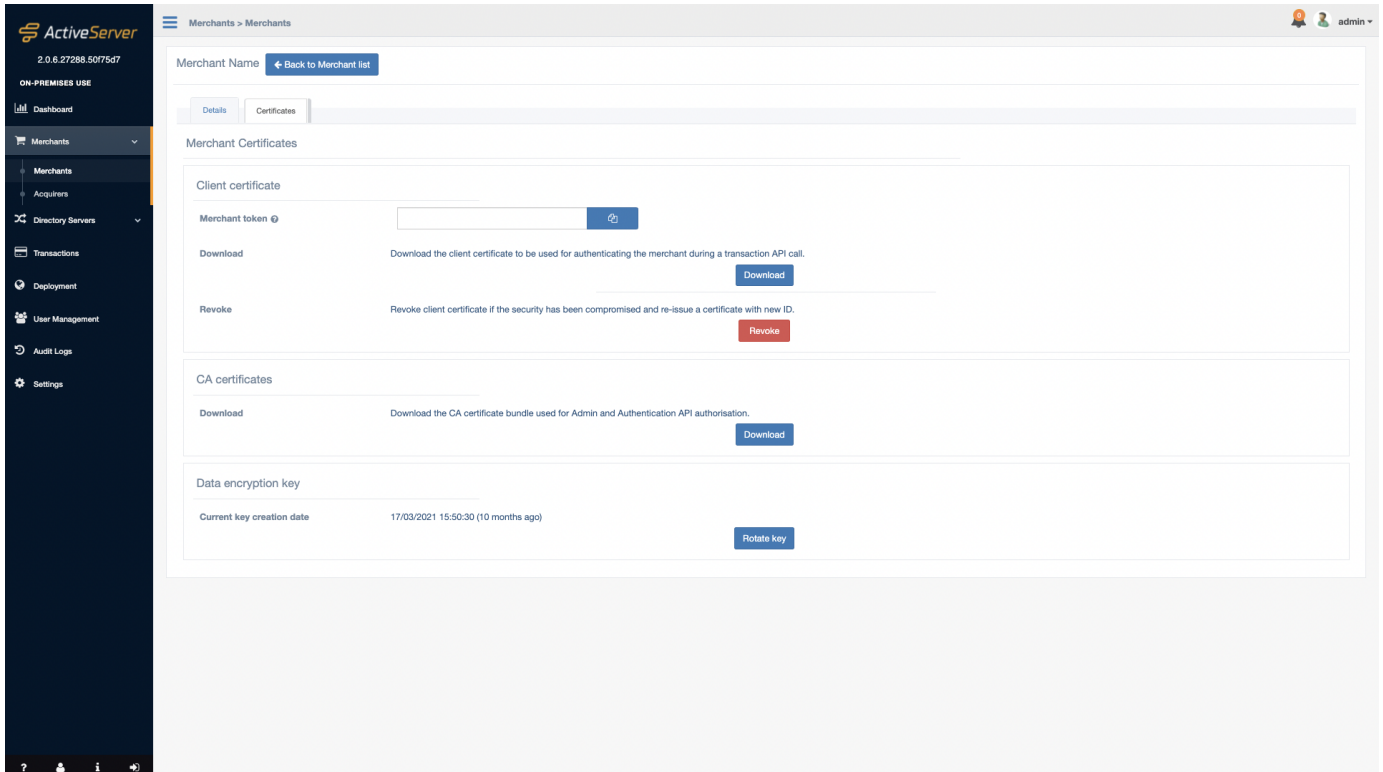 ActiveServer
2.0.6.27288.50f75d7
ON-PREMISES USE
Dashboard
Merchants
Merchants
Acquirers
Directory Servers
Transactions
Deployment
User Management
Audit Logs
Settings
Merchants > Merchants
0
admin
Merchant Name
Back to Merchant list
Details
Certificates
Merchant Certificates
Client certificate
Merchant token
Download
Download the client certificate to be used for authenticating the merchant during a transaction API call.
Download
Revoke
Revoke client certificate if the security has been compromised and re-issue a certificate with new ID.
Revoke
CA certificates
Download
Download the CA certificate bundle used for Admin and Authentication API authorisation.
Download
Data encryption key
Current key creation date
17/03/2021 15:50:30 (10 months ago)
Rotate key